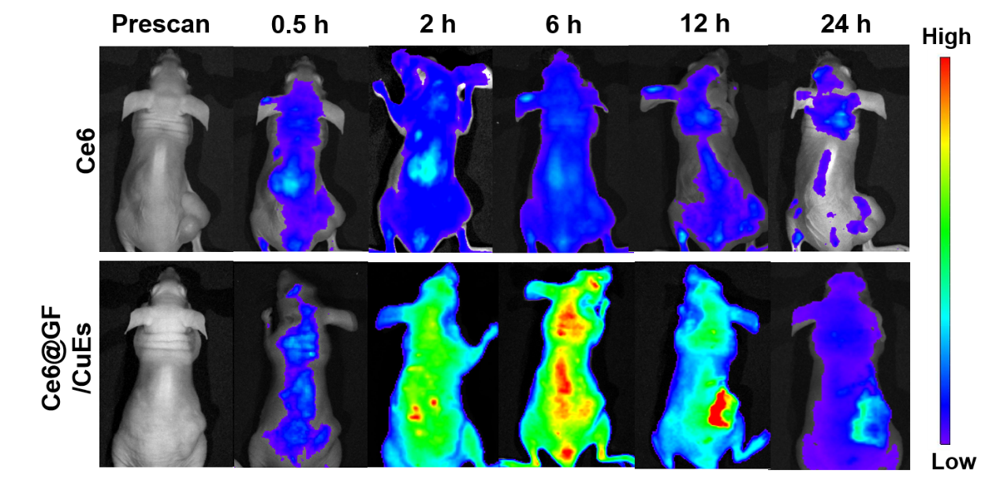 Prescan 0.5 h 2 h 6 h 12 h 24 h
High
Ce6
Ce6@GF
/CuEs
Low